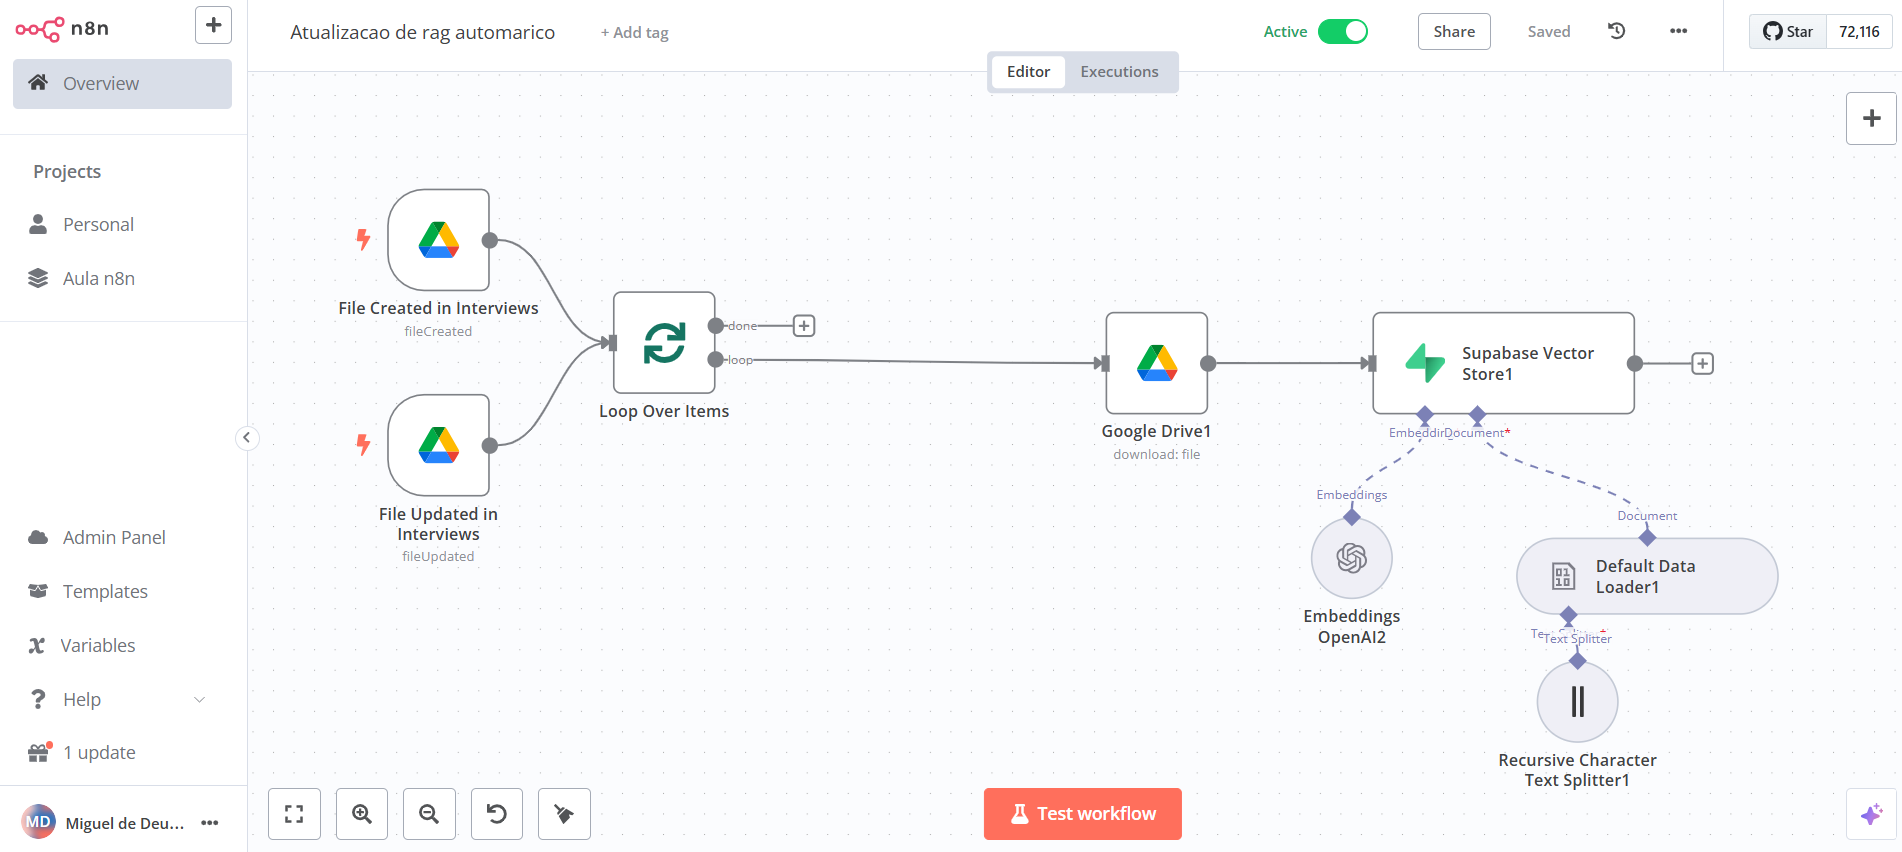 n8n
Overview
Projects
Personal
Aula n8n
Admin Panel
Templates
Variables
Help
1 update
MD
Miguel de Deu...
Atualizacao de rag automarico
+ Add tag
Active
Share
Saved
Star
72,116
Editor
Executions
File Created in Interviews
fileCreated
File Updated in
Interviews
fileUpdated
done
loop
Loop Over Items
Google Drive1
download: file
Supabase Vector
Store1
Document*
Embeddings
Embeddings
OpenAI2
Document
Default Data
Loader1
Text Splitter
Recursive Character
Text Splitter1
Test workflow